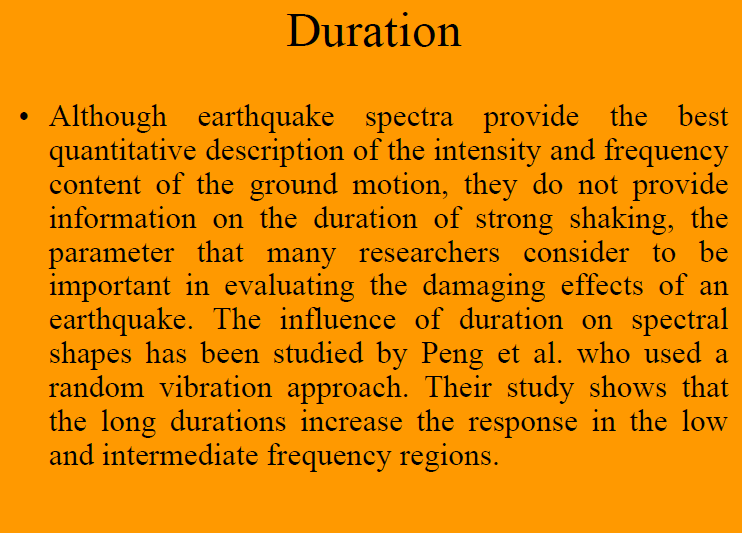 Duration
• Although earthquake spectra provide the best
quantitative description of the intensity and frequency
content of the ground motion, they do not provide
information on the duration of strong shaking, the
parameter that many researchers consider to be
important in evaluating the damaging effects of an
earthquake. The influence of duration on spectral
shapes has been studied by Peng et al. who used a
random vibration approach. Their study shows that
the long durations increase the response in the low
and intermediate frequency regions.